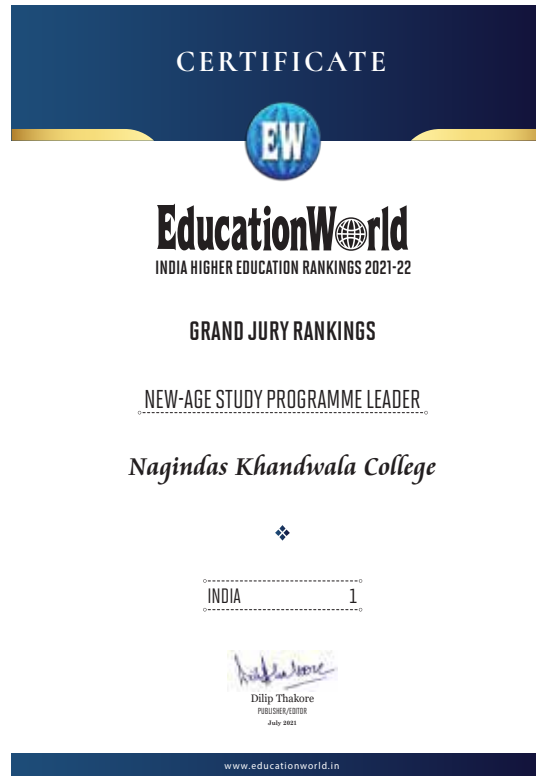 CERTIFICATE
EW
EducationWorld
INDIA HIGHER EDUCATION RANKINGS 2021-22
GRAND JURY RANKINGS
NEW-AGE STUDY PROGRAMME LEADER
Nagindas Khandwala College
INDIA 1
Dilip Thakore
PUBLISHER/EDITOR
July 2021
www.educationworld.in